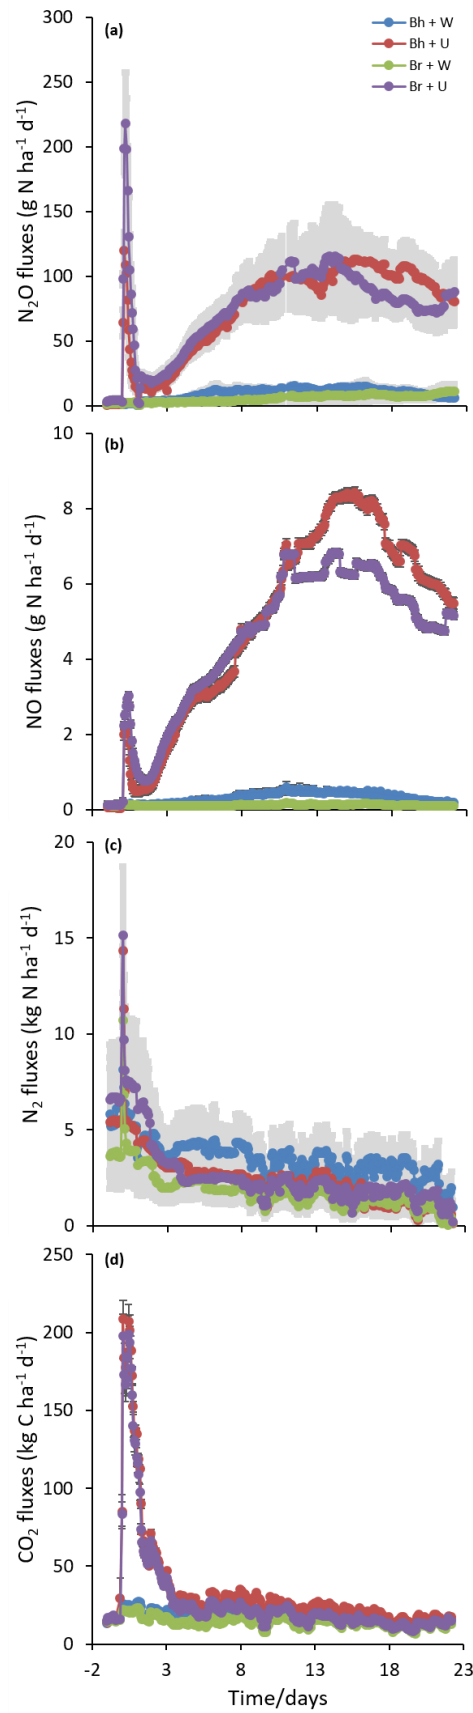 (a)
Bh + W
Bh + U
Br + W
Br + U
300
250
200
150
100
50
0
N₂O fluxes (g N ha⁻¹ d⁻¹)
(b)
10
8
6
4
2
0
NO fluxes (g N ha⁻¹ d⁻¹)
(c)
20
15
10
5
0
N₂ fluxes (kg N ha⁻¹ d⁻¹)
(d)
250
200
150
100
50
0
CO₂ fluxes (kg C ha⁻¹ d⁻¹)
-2 3 8 13 18 23
Time/days